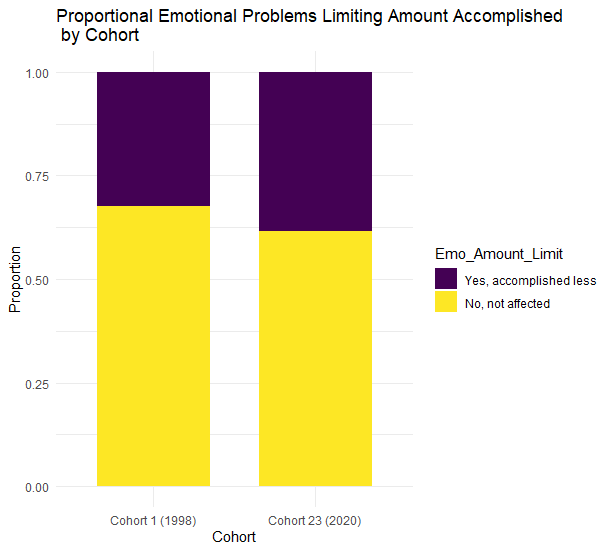 Proportional Emotional Problems Limiting Amount Accomplished
by Cohort
1.00
0.75
0.50
0.25
0.00
Proportion
Cohort 1 (1998)
Cohort 23 (2020)
Cohort
Emo_Amount_Limit
Yes, accomplished less
No, not affected